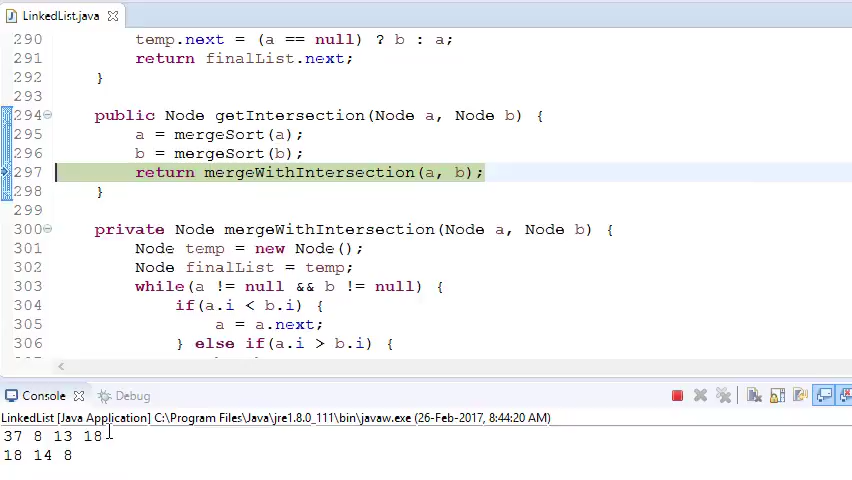 LinkedList.java
290 temp.next = (a == null) ? b : a;
291 return finalList.next;
292 }
293
294 public Node getIntersection(Node a, Node b) {
295 a = mergeSort(a);
296 b = mergeSort(b);
297 return mergeWithIntersection(a, b);
298 }
299
300 private Node mergeWithIntersection(Node a, Node b) {
301 Node temp = new Node();
302 Node finalList = temp;
303 while(a != null && b != null) {
304 if(a.i < b.i) {
305 a = a.next;
306 } else if(a.i > b.i) {
Console Debug
LinkedList [Java Application] C:\Program Files\Java\jre1.8.0_111\bin\javaw.exe (26-Feb-2017, 8:44:20 AM)
37 8 13 18
18 14 8